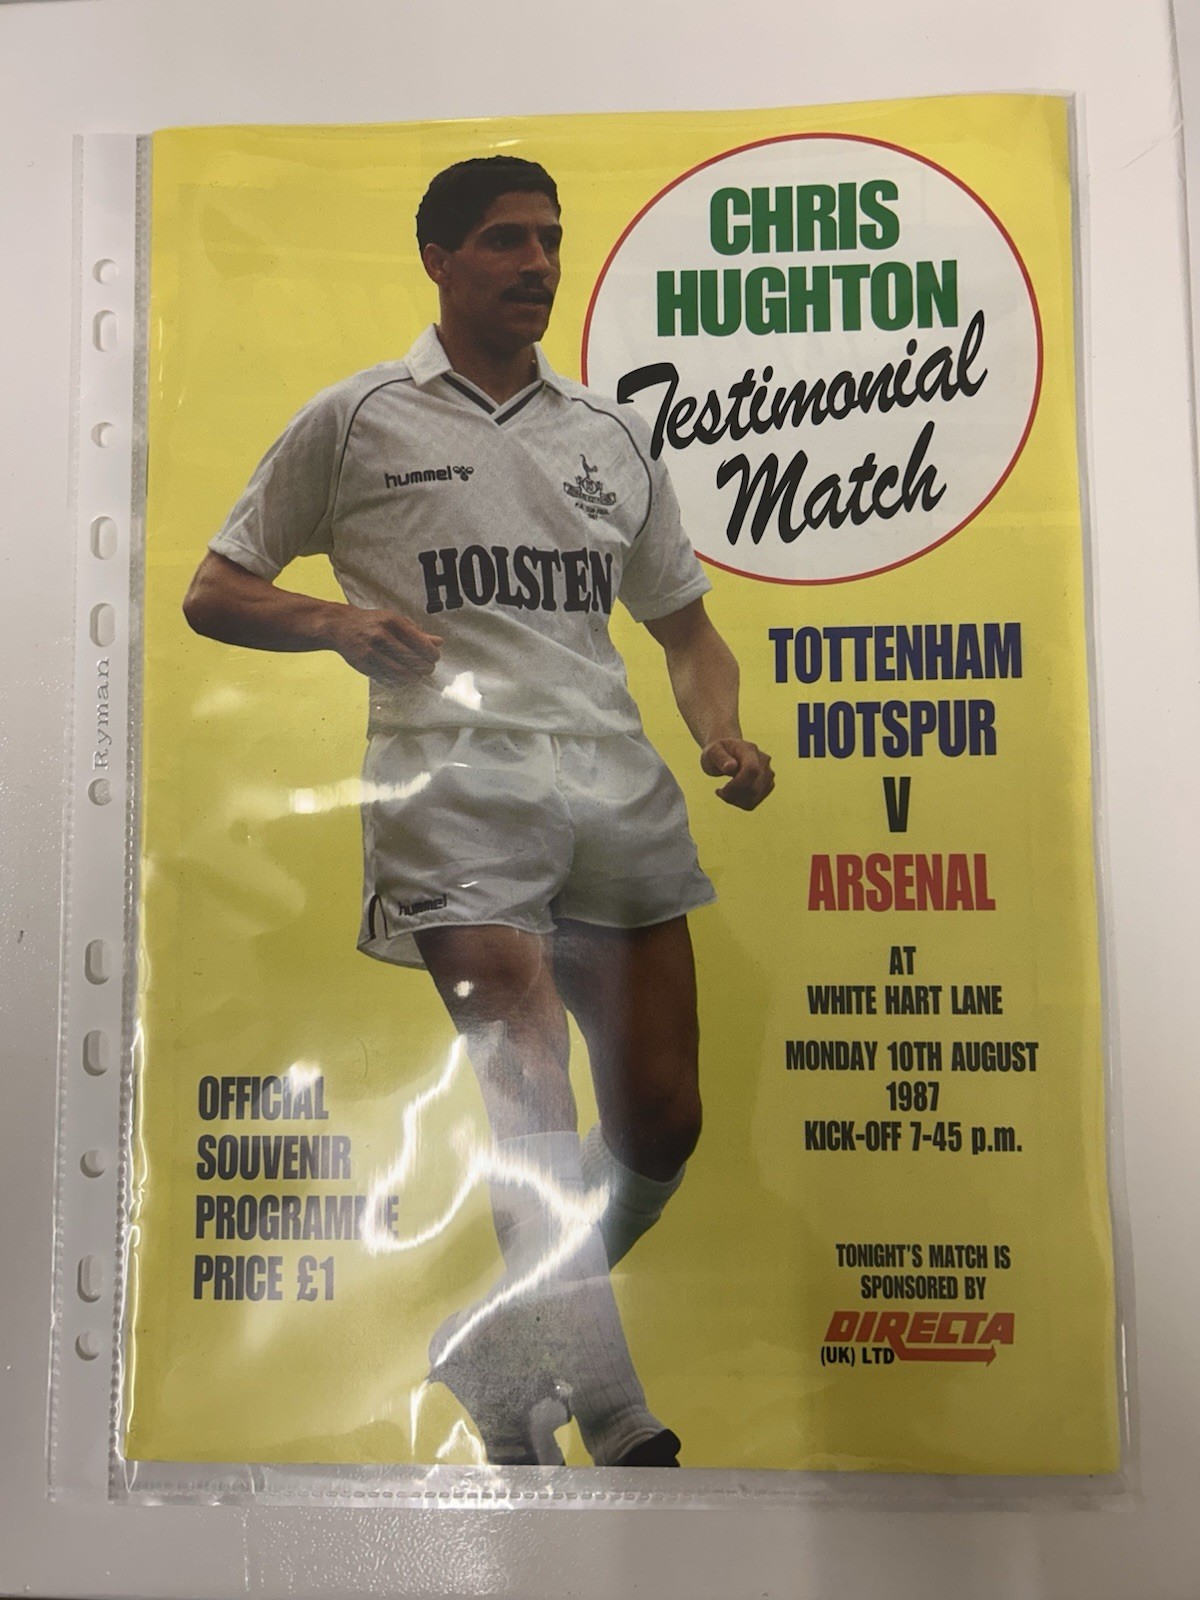 CHRIS
HUGHTON
Testimonial
Match
hummel
HOLSTEN
hummel
TOTTENHAM
HOTSPUR
V
ARSENAL
AT
WHITE HART LANE
MONDAY 10TH AUGUST
1987
KICK-OFF 7-45 p.m.
OFFICIAL
SOUVENIR
PROGRAMME
PRICE £1
TONIGHT'S MATCH IS
SPONSORED BY
DIRECTA
(UK) LTD
Ryman